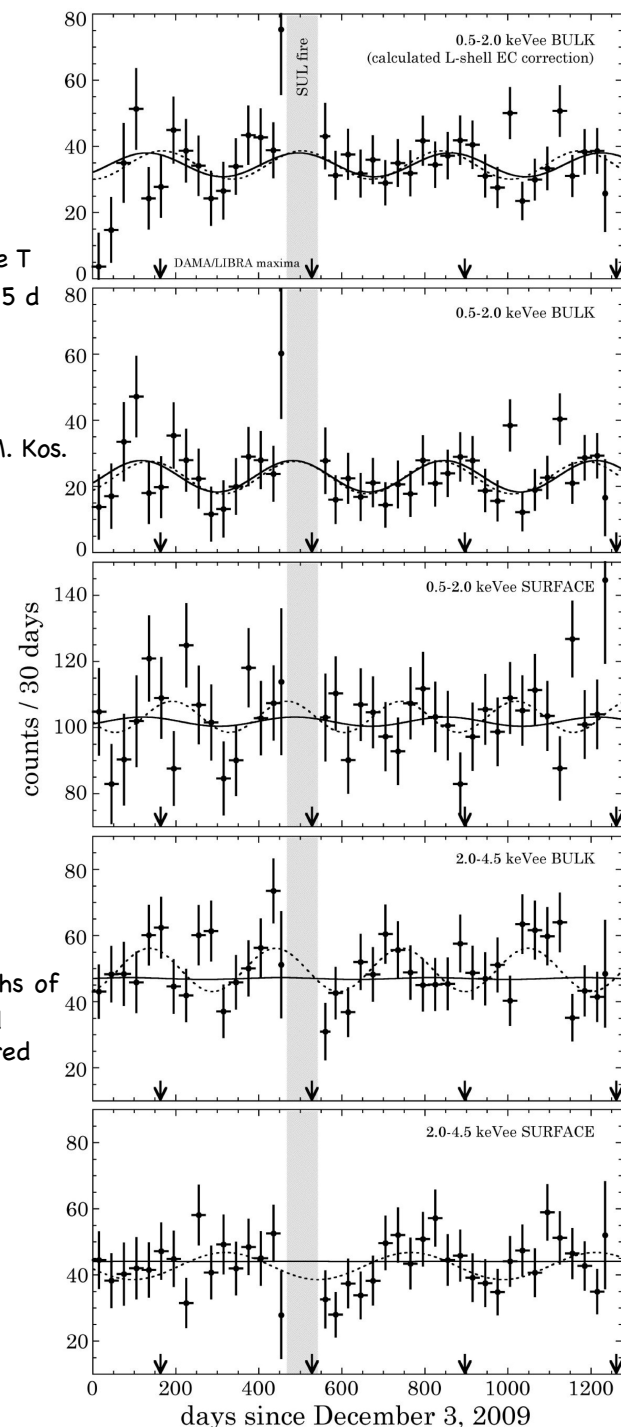 80
60
40
20
0
0.5-2.0 keVee BULK
(calculated L-shell EC correction)
SUL fire
DAMA/LIBRA maxima
e T
5 d
80
60
40
20
0
0.5-2.0 keVee BULK
M. Kos.
140
120
100
80
0.5-2.0 keVee SURFACE
counts / 30 days
80
60
40
20
2.0-4.5 keVee BULK
hs of
red
80
60
40
20
2.0-4.5 keVee SURFACE
0 200 400 600 800 1000 1200
days since December 3, 2009